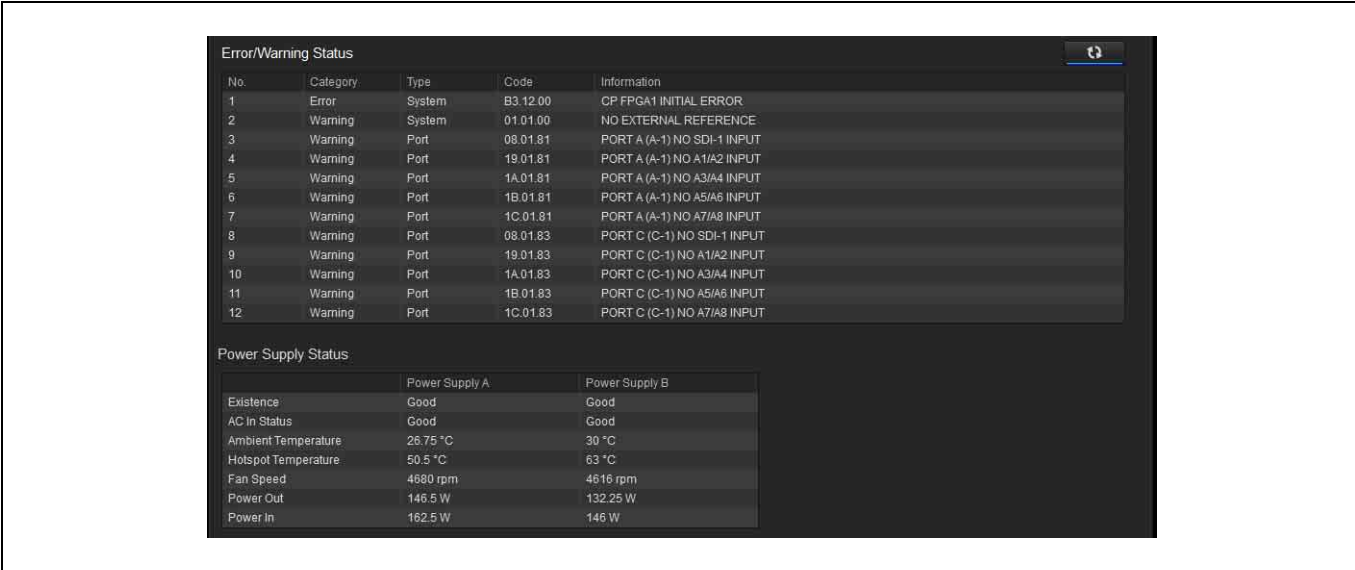 Error/Warning Status
No. Category Type Code Information
1 Error System B3.12.00 CP FPGA1 INITIAL ERROR
2 Warning System 01.01.00 NO EXTERNAL REFERENCE
3 Warning Port 08.01.81 PORT A (A-1) NO SDI-1 INPUT
4 Warning Port 19.01.81 PORT A (A-1) NO A1/A2 INPUT
5 Warning Port 1A.01.81 PORT A (A-1) NO A3/A4 INPUT
6 Warning Port 1B.01.81 PORT A (A-1) NO A5/A6 INPUT
7 Warning Port 1C.01.81 PORT A (A-1) NO A7/A8 INPUT
8 Warning Port 08.01.83 PORT C (C-1) NO SDI-1 INPUT
9 Warning Port 19.01.83 PORT C (C-1) NO A1/A2 INPUT
10 Warning Port 1A.01.83 PORT C (C-1) NO A3/A4 INPUT
11 Warning Port 1B.01.83 PORT C (C-1) NO A5/A6 INPUT
12 Warning Port 1C.01.83 PORT C (C-1) NO A7/A8 INPUT
Power Supply Status
Power Supply A Power Supply B
Existence Good Good
AC In Status Good Good
Ambient Temperature 26.75 °C 30 °C
Hotspot Temperature 50.5 °C 63 °C
Fan Speed 4680 rpm 4616 rpm
Power Out 146.5 W 132.25 W
Power In 162.5 W 146 W